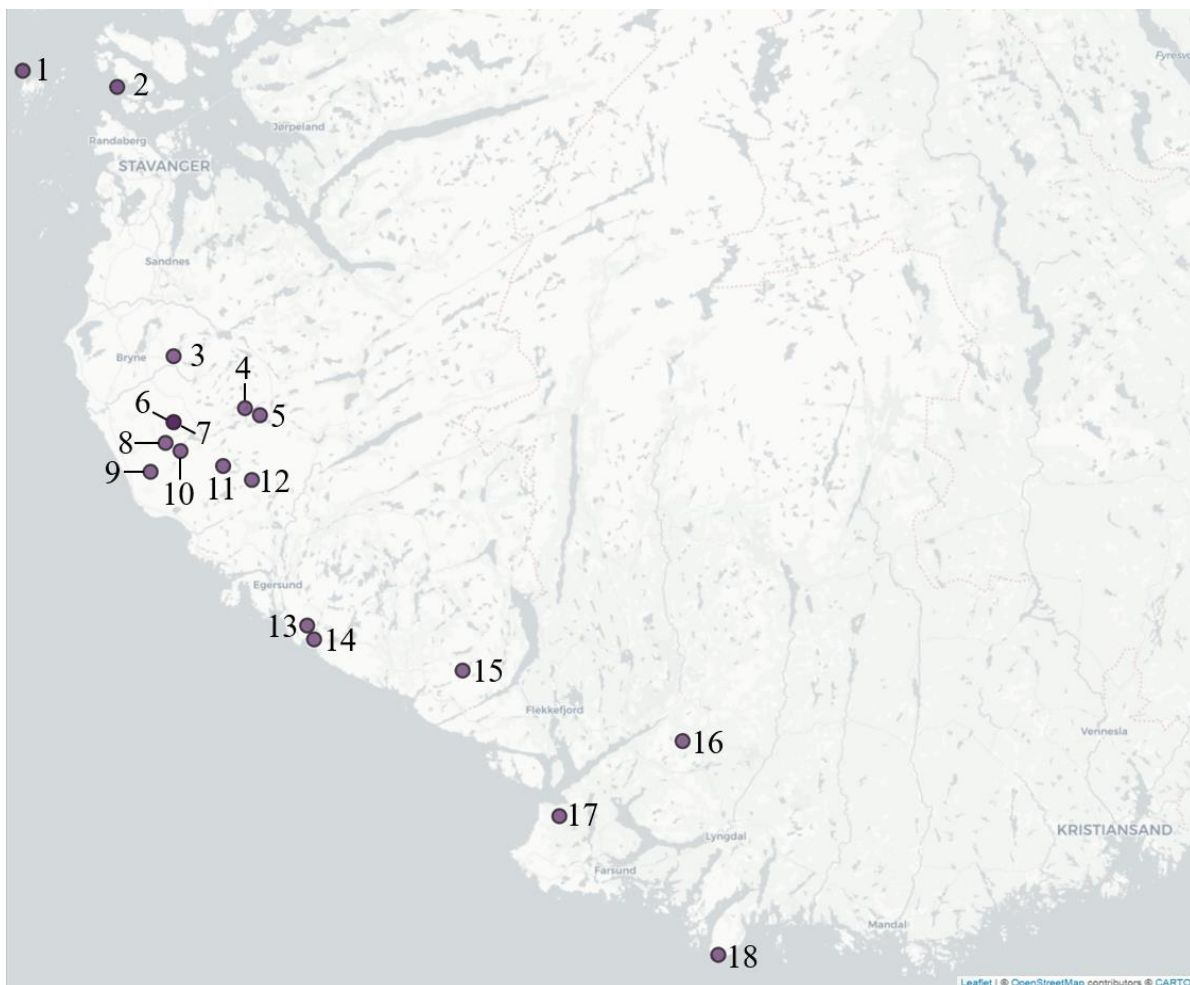 1
2
Fyresv
Jørpeland
Randaberg
STAVANGER
Sandnes
Bryne
3
4
5
6
7
8
9
10
11
12
Egersund
13
14
15
Flekkefjord
16
Vennesla
17
Lyngdal
KRISTIANSAND
Farsund
Mandal
18
Leaflet | © OpenStreetMap contributors © CARTO